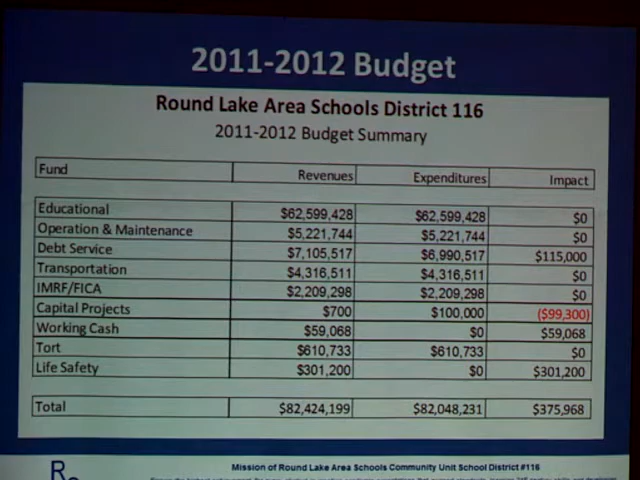 2011-2012 Budget
Round Lake Area Schools District 116
2011-2012 Budget Summary
Fund Revenues Expenditures Impact
Educational $62,599,428 $62,599,428 $0
Operation & Maintenance $5,221,744 $5,221,744 $0
Debt Service $7,105,517 $6,990,517 $115,000
Transportation $4,316,511 $4,316,511 $0
IMRF/FICA $2,209,298 $2,209,298 $0
Capital Projects $700 $100,000 ($99,300)
Working Cash $59,068 $0 $59,068
Tort $610,733 $610,733 $0
Life Safety $301,200 $0 $301,200
Total $82,424,199 $82,048,231 $375,968
Mission of Round Lake Area Schools Community Unit School District #116
R